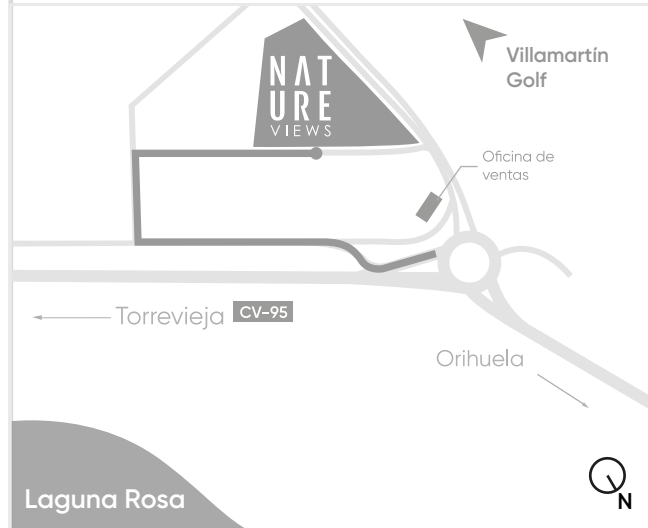 NAT
URE
VIEWS
Villamartín
Golf
Oficina de
ventas
Torrevieja CV-95
Orihuela
Laguna Rosa
N